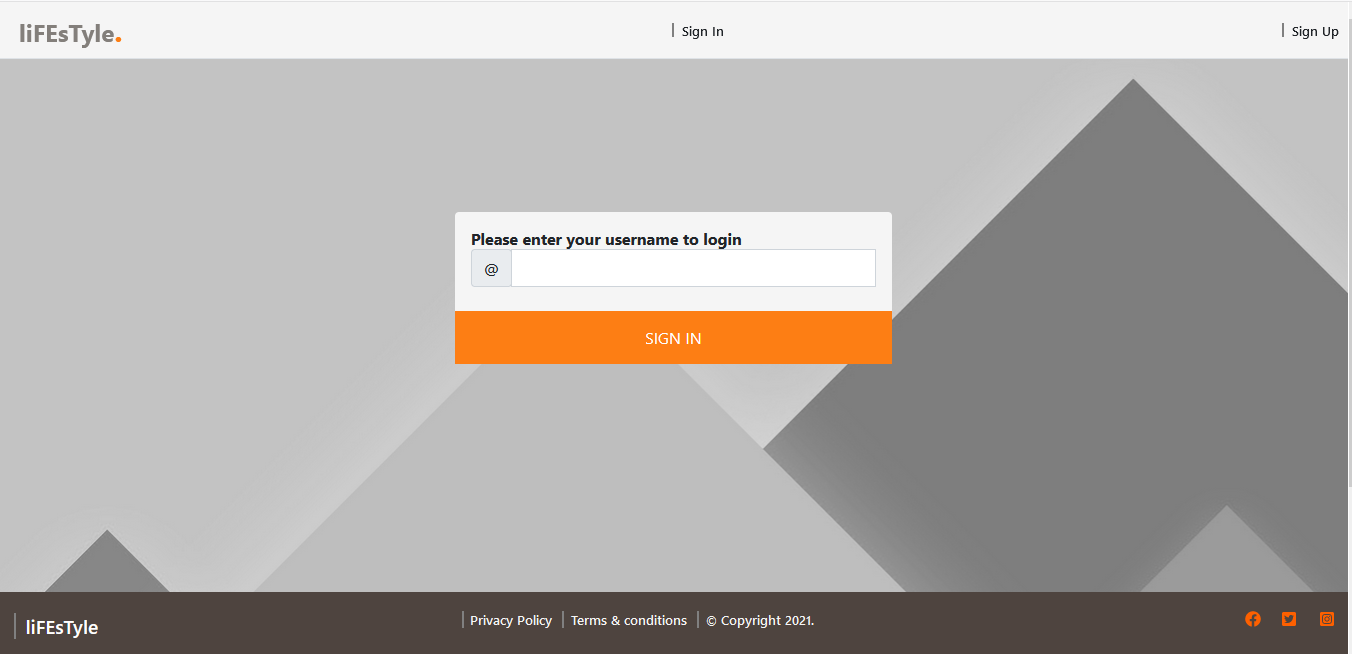 liFEsTyle.
Sign In
Sign Up
Please enter your username to login
@
SIGN IN
liFEsTyle
Privacy Policy
Terms & conditions
© Copyright 2021.